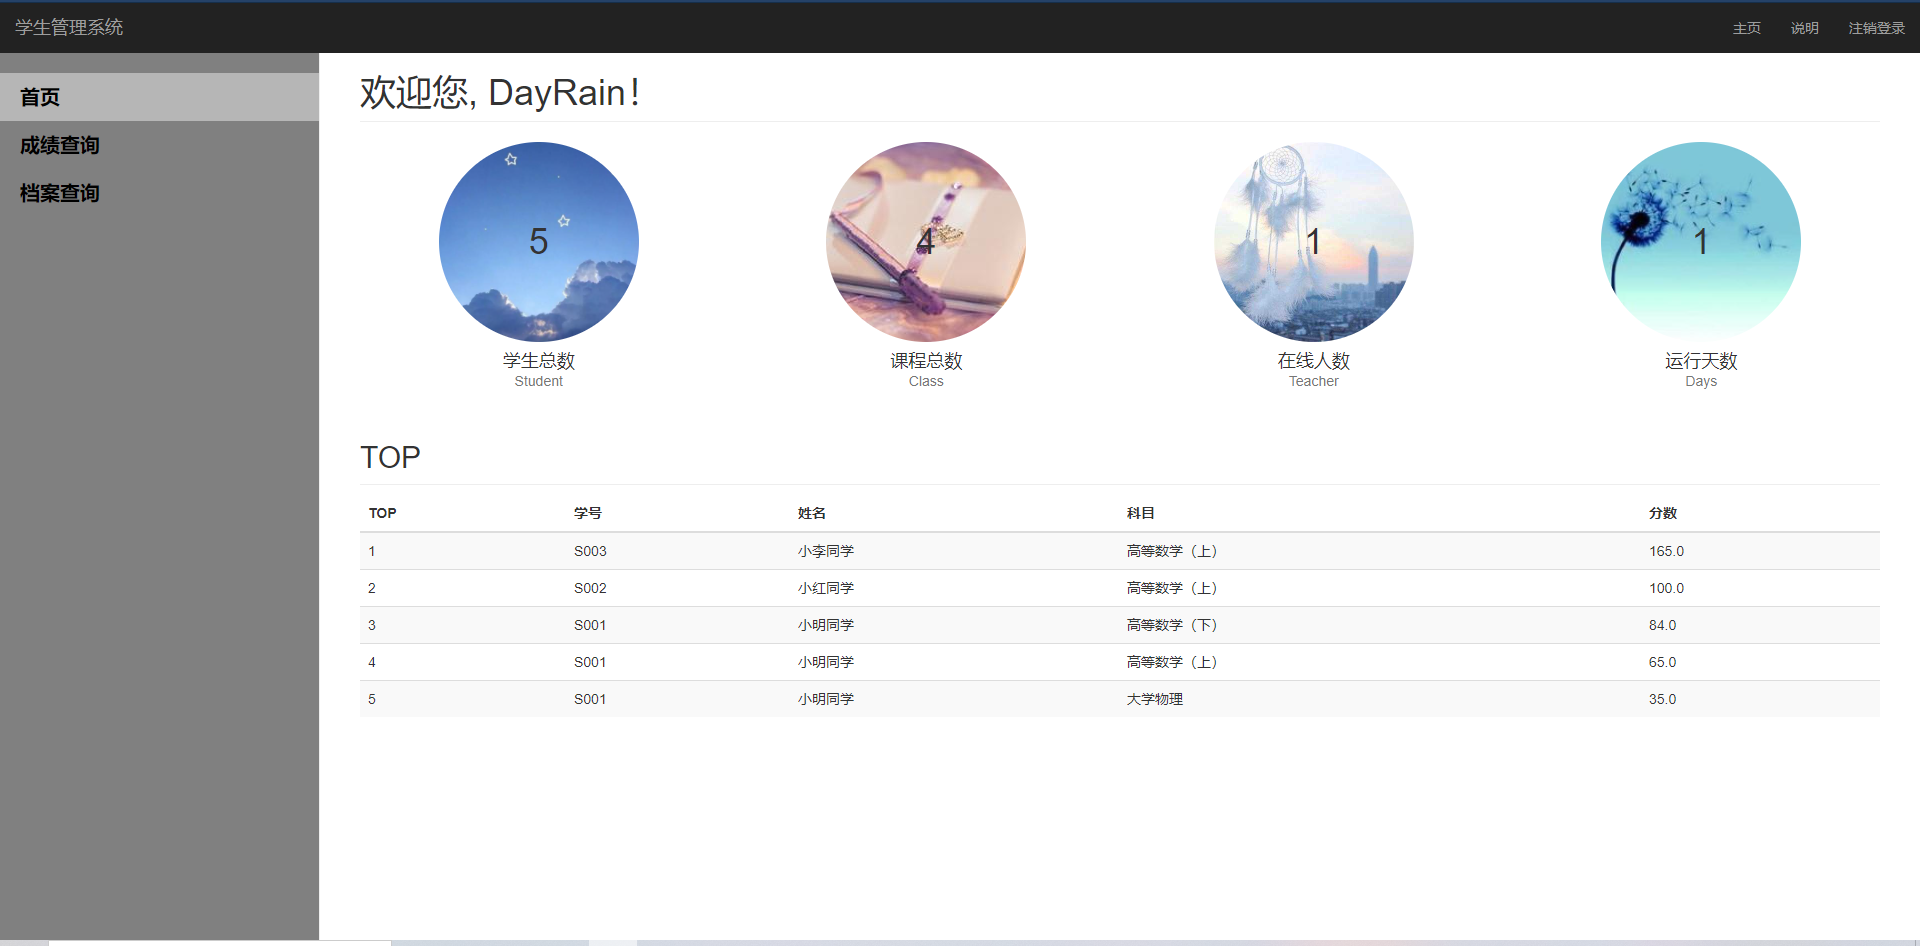 学生管理系统 主页 说明 注销登录
首页
成绩查询
档案查询
欢迎您, DayRain！
5 4 1 1
学生总数 课程总数 在线人数 运行天数
Student Class Teacher Days
TOP
TOP 学号 姓名 科目 分数
1 S003 小李同学 高等数学（上） 165.0
2 S002 小红同学 高等数学（上） 100.0
3 S001 小明同学 高等数学（下） 84.0
4 S001 小明同学 高等数学（上） 65.0
5 S001 小明同学 大学物理 35.0